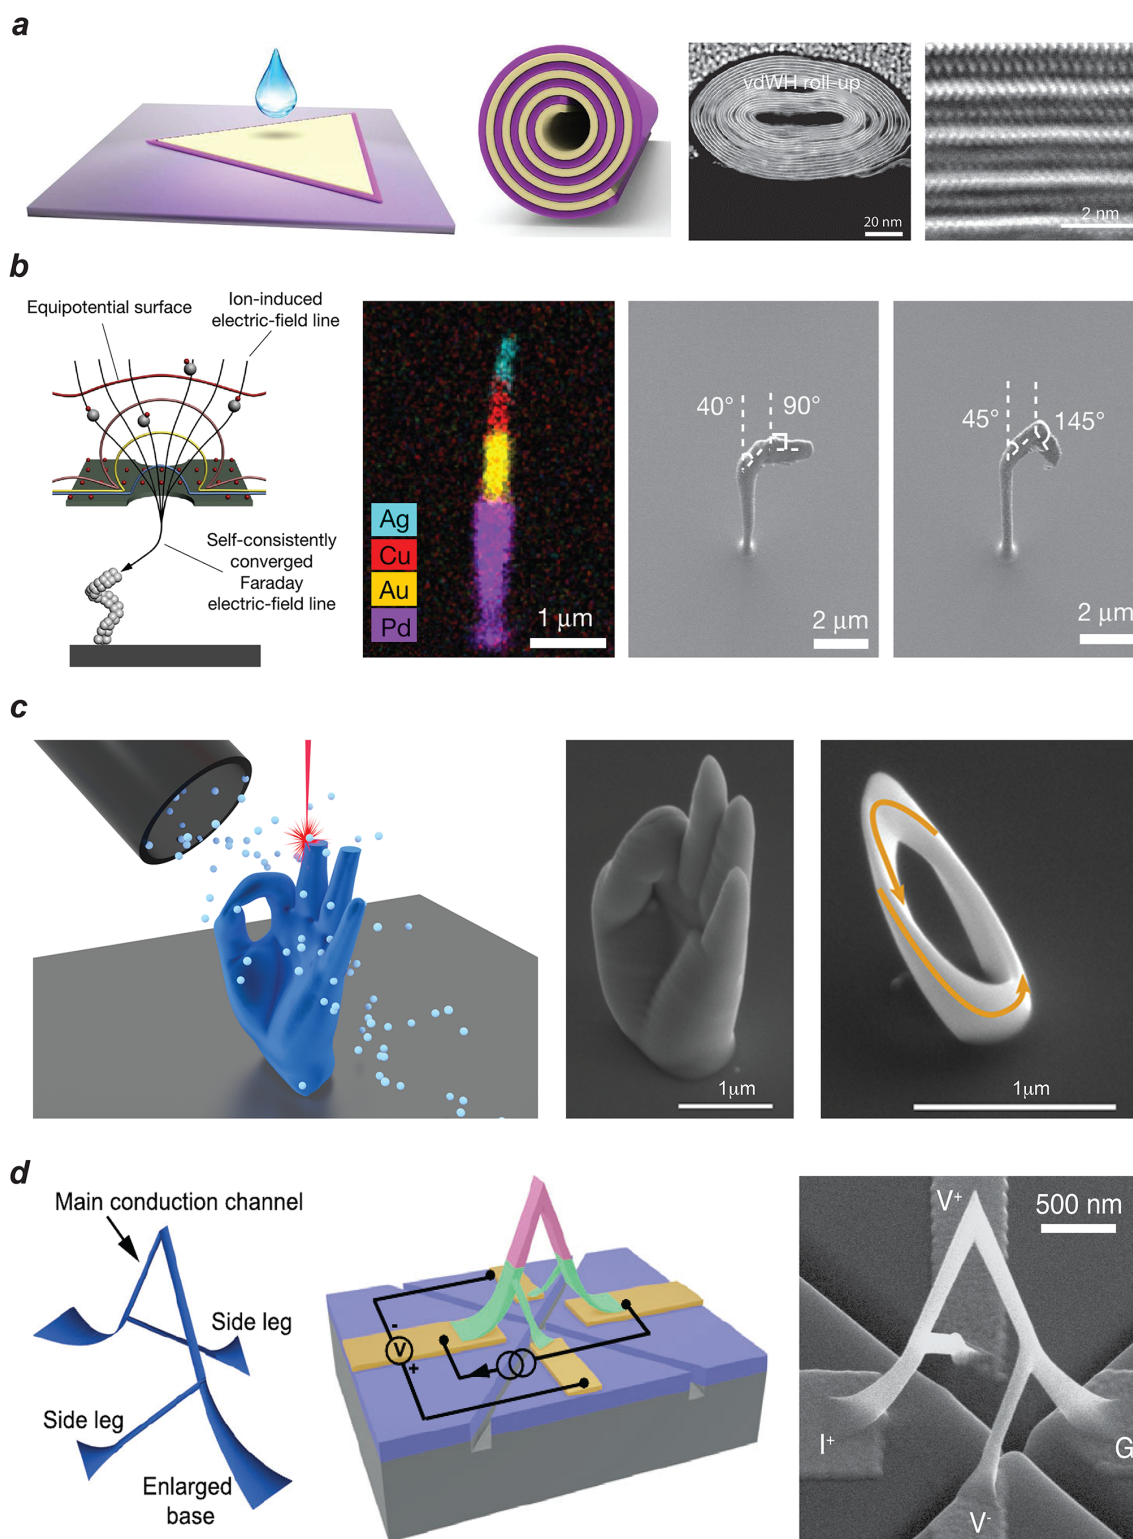 a
vdWH roll-up
20 nm
2 nm
b
Equipotential surface
Ion-induced
electric-field line
Self-consistently
converged
Faraday
electric-field line
Ag
Cu
Au
Pd
1 μm
40°
90°
2 μm
45°
145°
2 μm
c
1μm
1μm
d
Main conduction channel
Side leg
Side leg
Enlarged
base
-
V
+
V+
500 nm
I+
G
V-